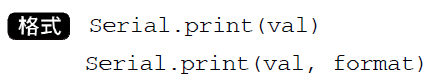 格式 Serial.print(val)
Serial.print(val, format)